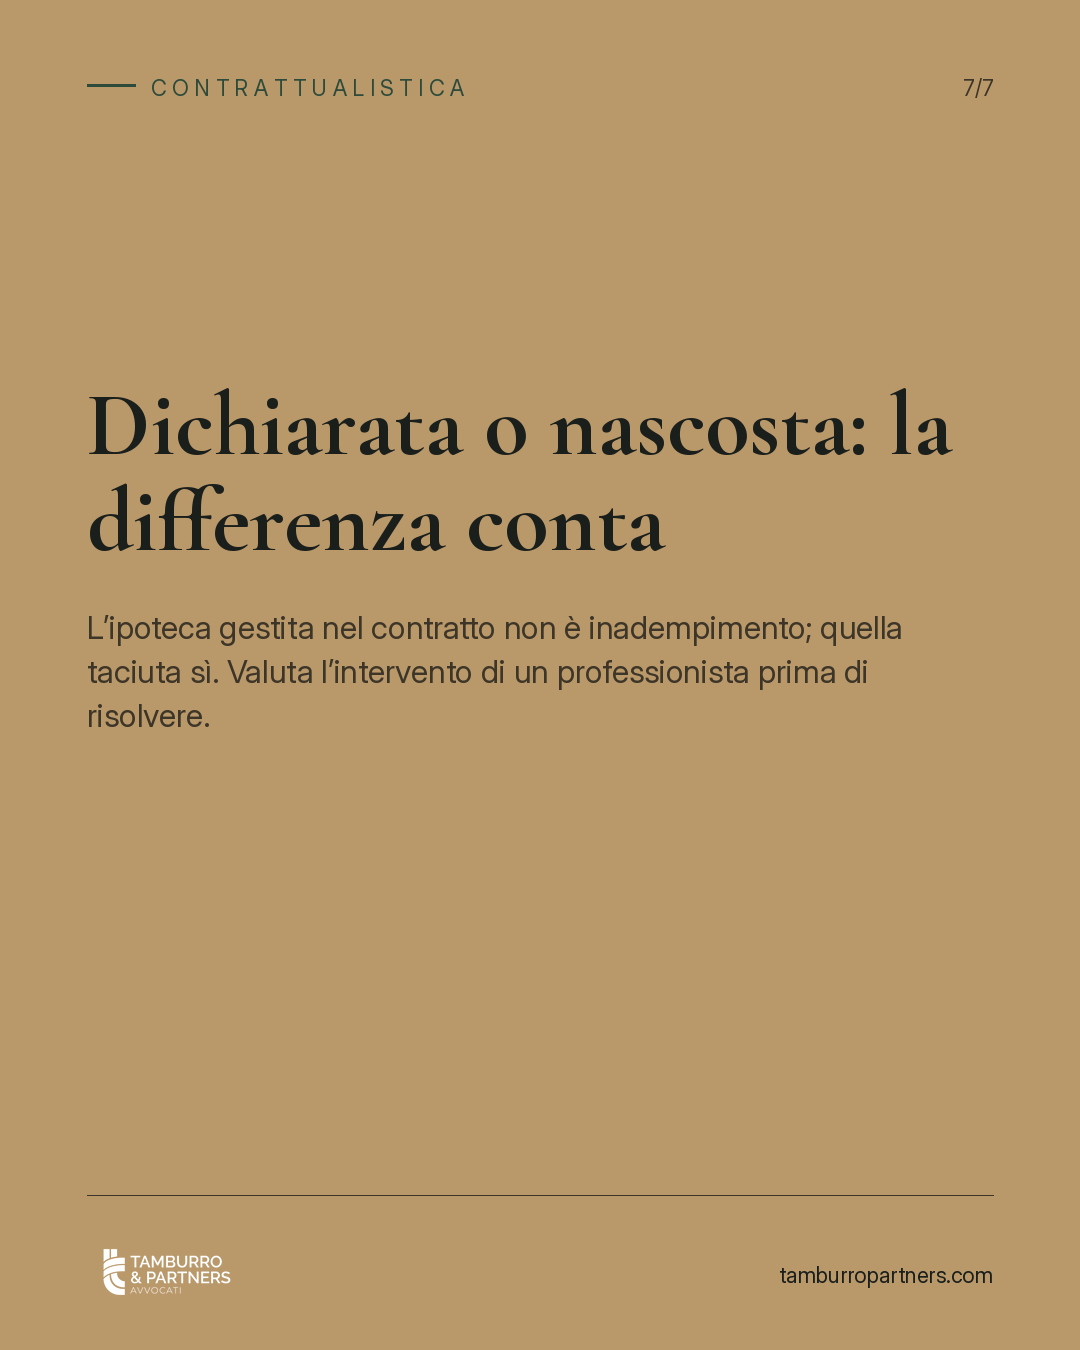 CONTRATTUALISTICA
7/7
Dichiarata o nascosta: la
differenza conta
L’ipoteca gestita nel contratto non è inadempimento; quella
taciuta sì. Valuta l’intervento di un professionista prima di
risolvere.
TAMBURRO
& PARTNERS
AVVOCATI
tamburropartners.com